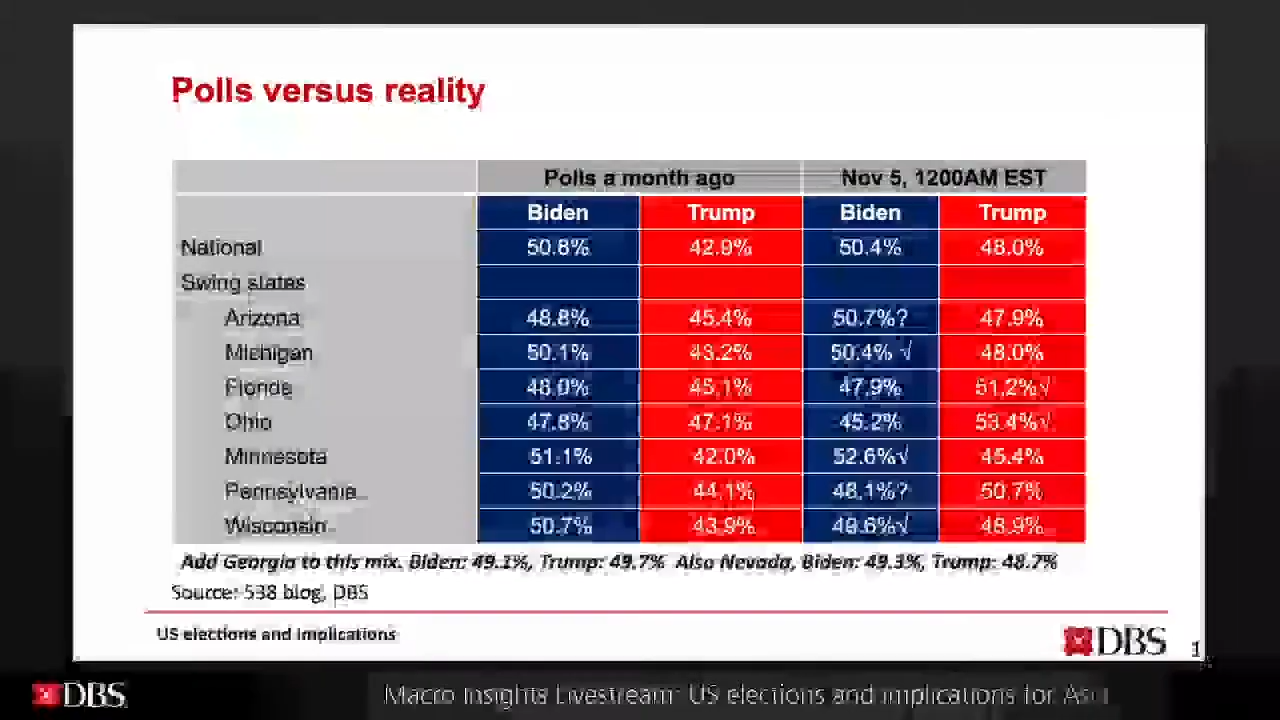 Polls versus reality
Polls a month ago Nov 5, 1200AM EST
Biden Trump Biden Trump
National 50.8% 42.9% 50.4% 48.0%
Swing states
Arizona 48.8% 45.4% 50.7%? 47.9%
Michigan 50.1% 43.2% 50.4% √ 48.0%
Florida 48.0% 45.1% 47.9% 51.2%√
Ohio 47.8% 47.1% 45.2% 53.4%√
Minnesota 51.1% 42.0% 52.6%√ 45.4%
Pennsylvania 50.2% 44.1% 48.1%? 50.7%
Wisconsin 50.7% 43.9% 49.6%√ 48.9%
Add Georgia to this mix. Biden: 49.1%, Trump: 49.7% Also Nevada, Biden: 49.3%, Trump: 48.7%
Source: 538 blog, DBS
US elections and Implications
DBS 1
DBS Macro Insights Livestream: US elections and implications for